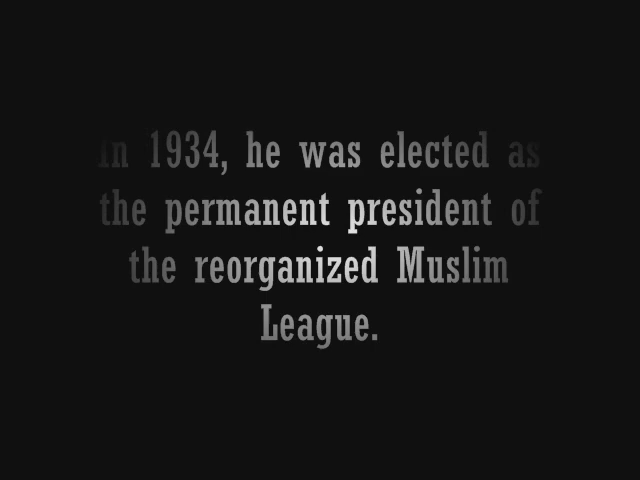 In 1934, he was elected as
the permanent president of
the reorganized Muslim
League.